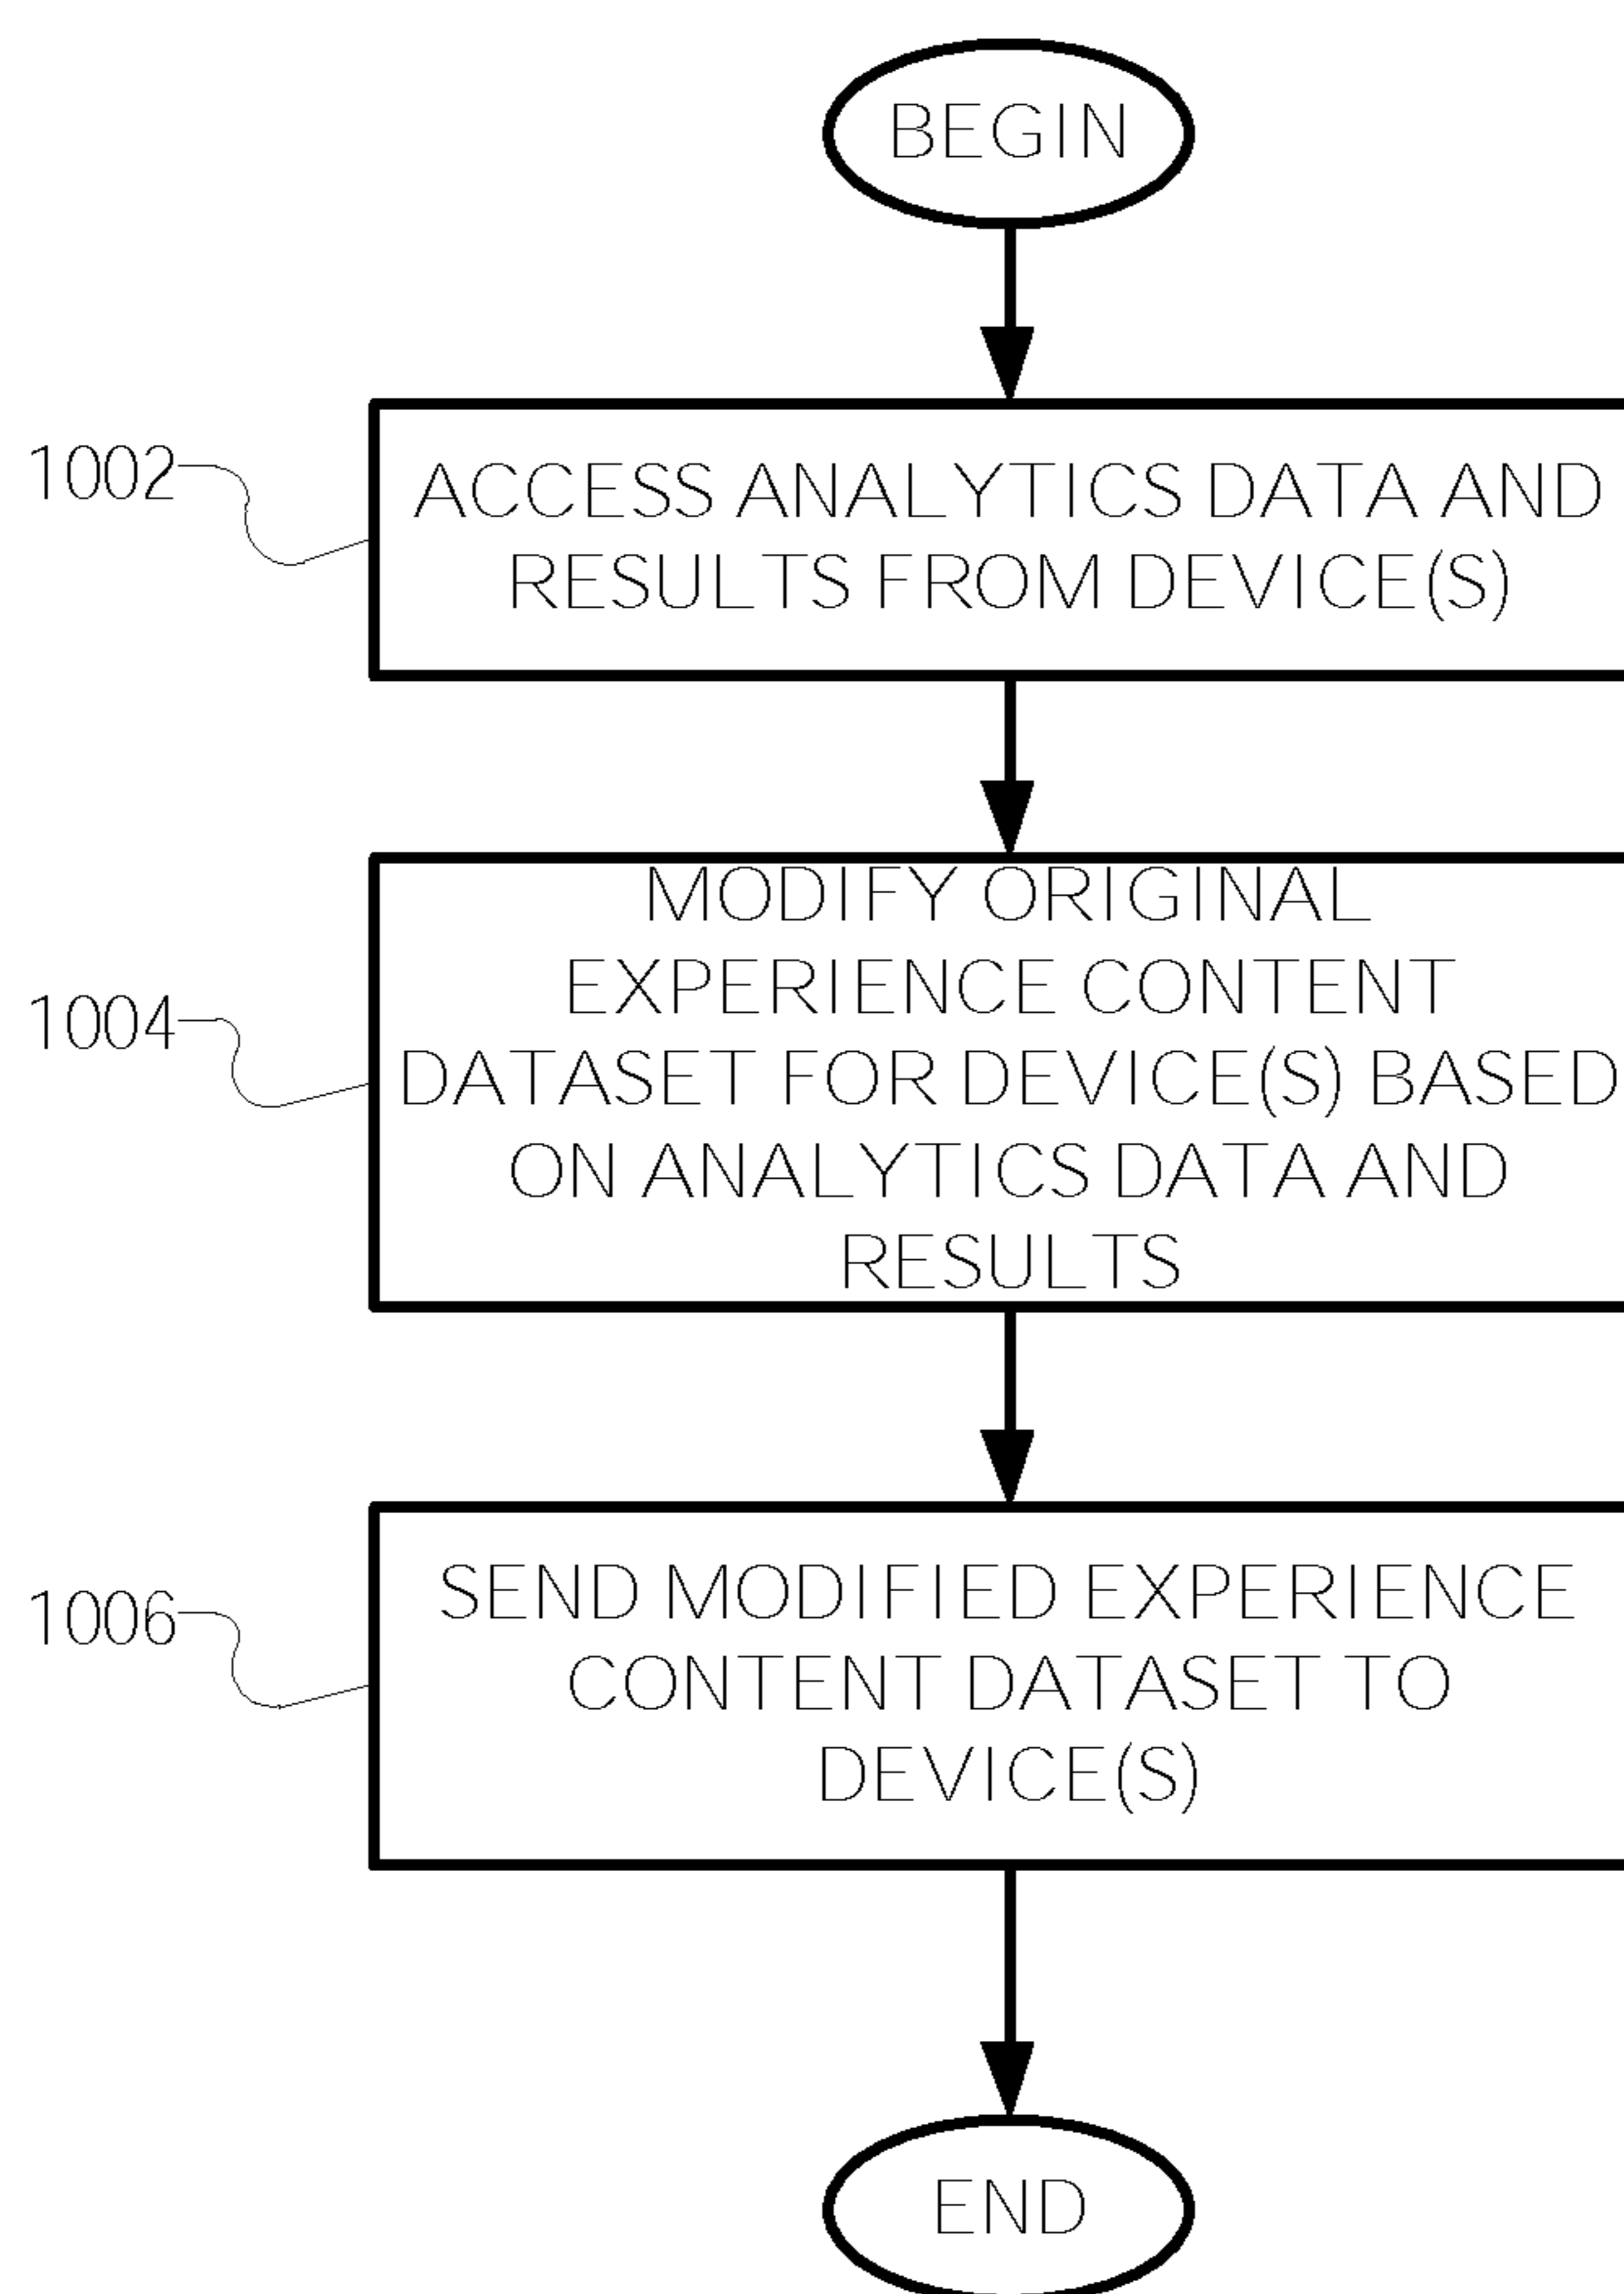 BEGIN
1002
ACCESS ANALYTICS DATA AND
RESULTS FROM DEVICE(S)
1004
MODIFY ORIGINAL
EXPERIENCE CONTENT
DATASET FOR DEVICE(S) BASED
ON ANALYTICS DATA AND
RESULTS
1006
SEND MODIFIED EXPERIENCE
CONTENT DATASET TO
DEVICE(S)
END